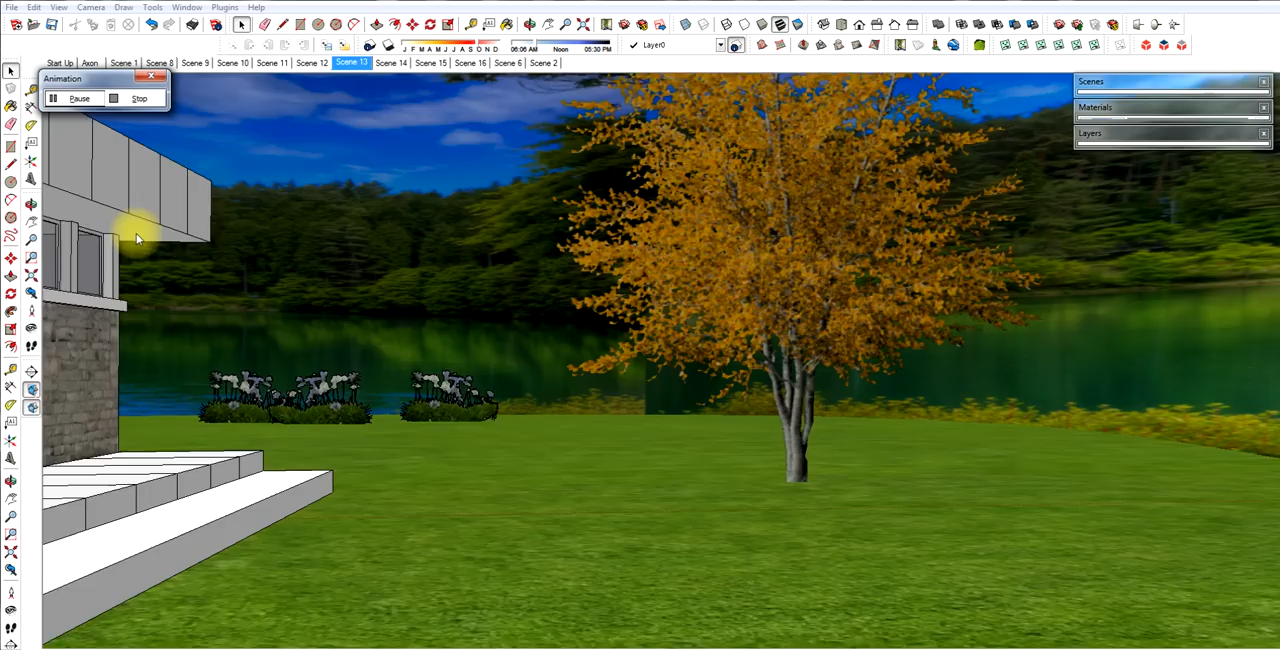 File Edit View Camera Draw Tools Window Plugins Help
J F M A M J J A S O N D 06:06 AM Noon 05:30 PM Layer0
Start Up Axon Scene 1 Scene 8 Scene 9 Scene 10 Scene 11 Scene 12 Scene 13 Scene 14 Scene 15 Scene 16 Scene 6 Scene 2
Animation
Pause Stop
Scenes
Materials
Layers